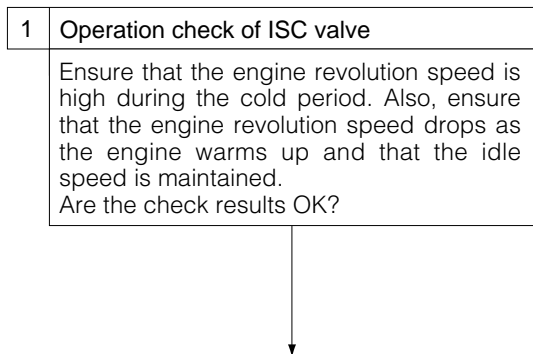 1 Operation check of ISC valve
Ensure that the engine revolution speed is
high during the cold period. Also, ensure
that the engine revolution speed drops as
the engine warms up and that the idle
speed is maintained.
Are the check results OK?